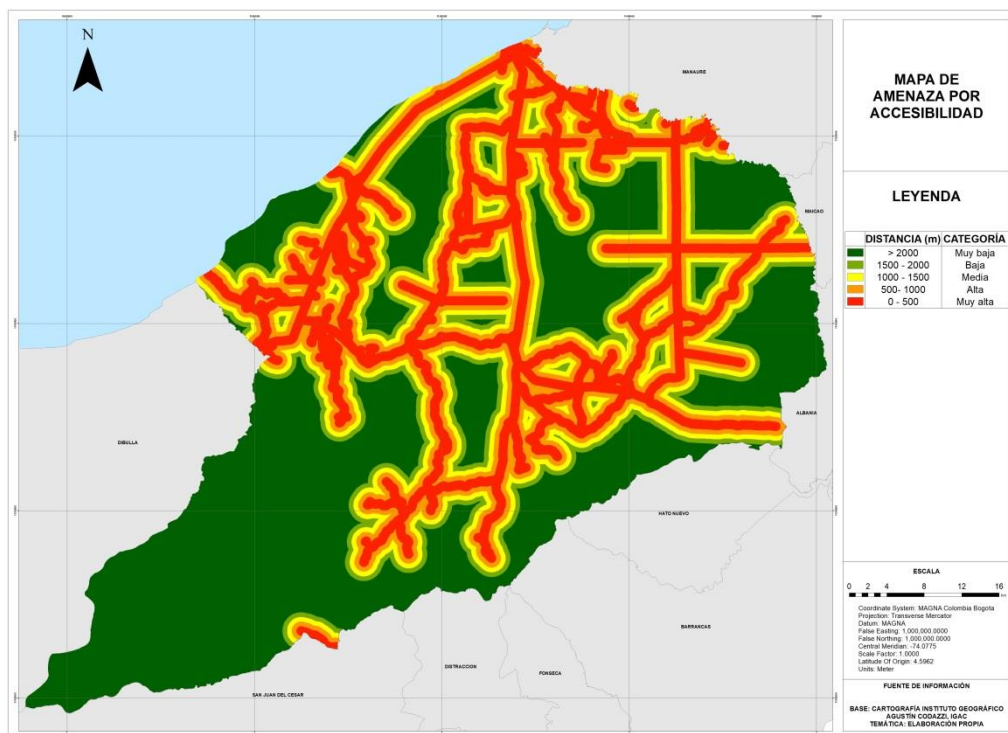 N
MANAURE
MAICAO
ALBANIA
DIBULLA
HATO NUEVO
BARRANCAS
DISTRACCION
FONSECA
SAN JUAN DEL CESAR
MAPA DE
AMENAZA POR
ACCESIBILIDAD
LEYENDA
DISTANCIA (m) CATEGORÍA
> 2000 Muy baja
1500 - 2000 Baja
1000 - 1500 Media
500- 1000 Alta
0 - 500 Muy alta
ESCALA
0 2 4 8 12 16
Coordinate System: MAGNA Colombia Bogota
Projection: Transverse Mercator
Datum: MAGNA
False Easting: 1,000,000.0000
False Northing: 1,000,000.0000
Central Meridian: -74.0775
Scale Factor: 1.0000
Latitude Of Origin: 4.5962
Units: Meter
FUENTE DE INFORMACIÓN
BASE: CARTOGRAFÍA INSTITUTO GEOGRÁFICO
AGUSTÍN CODAZZI, IGAC
TEMÁTICA: ELABORACIÓN PROPIA